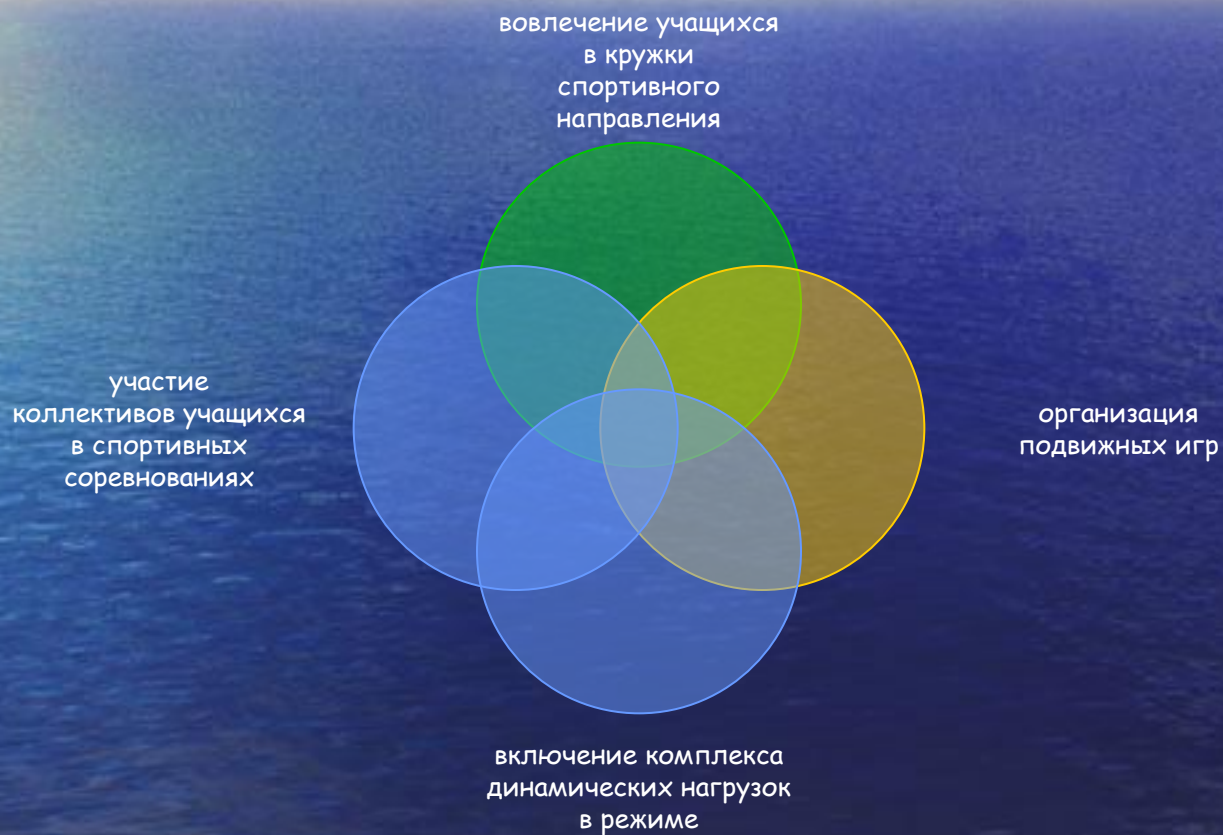 вовлечение учащихся
в кружки
спортивного
направления
участие
коллективов учащихся
в спортивных
соревнованиях
организация
подвижных игр
включение комплекса
динамических нагрузок
в режиме